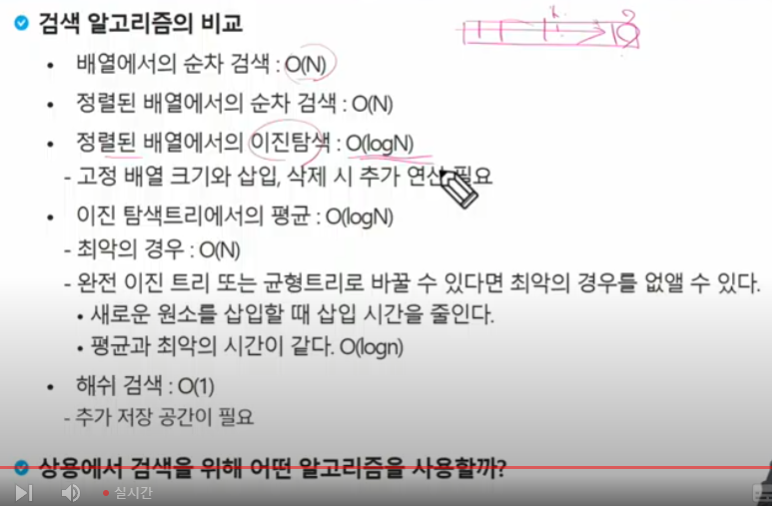 검색 알고리즘의 비교
• 배열에서의 순차 검색 : O(N)
• 정렬된 배열에서의 순차 검색 : O(N)
• 정렬된 배열에서의 이진탐색 : O(logN)
- 고정 배열 크기와 삽입, 삭제 시 추가 연산 필요
• 이진 탐색트리에서의 평균 : O(logN)
- 최악의 경우 : O(N)
- 완전 이진 트리 또는 균형트리로 바꿀 수 있다면 최악의 경우를 없앨 수 있다.
• 새로운 원소를 삽입할 때 삽입 시간을 줄인다.
• 평균과 최악의 시간이 같다. O(logn)
• 해쉬 검색 : O(1)
- 추가 저장 공간이 필요
상용에서 검색을 위해 어떤 알고리즘을 사용할까?
실시간